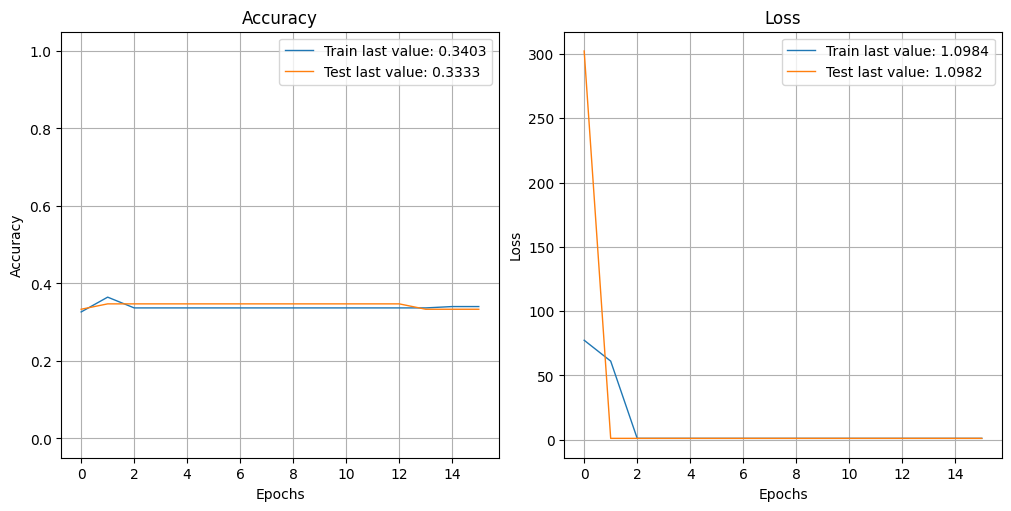 Accuracy
Train last value: 0.3403
Test last value: 0.3333
1.0
0.8
0.6
0.4
0.2
0.0
Accuracy
0 2 4 6 8 10 12 14
Epochs
Loss
Train last value: 1.0984
Test last value: 1.0982
300
250
200
150
100
50
0
Loss
0 2 4 6 8 10 12 14
Epochs